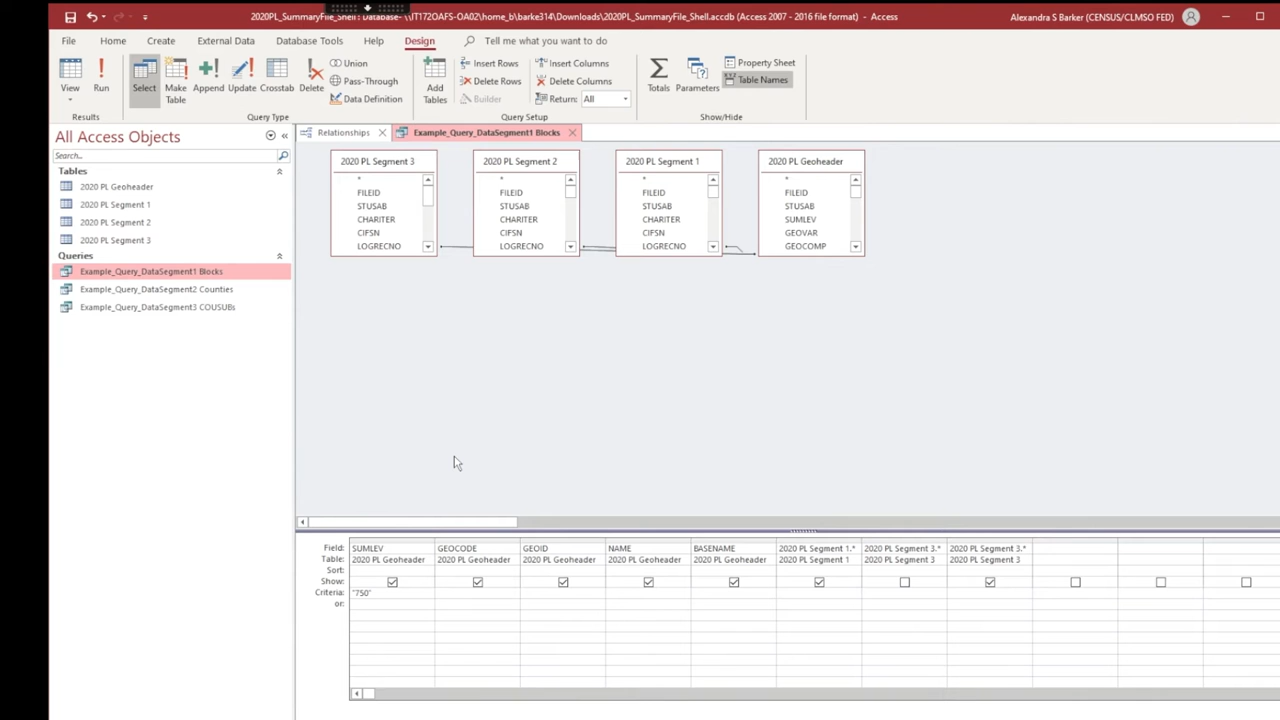 2020PL_SummaryFile_Shell : Database- \\IT172OAFS-OA02\home_b\barke314\Downloads\2020PL_SummaryFile_Shell.accdb (Access 2007 - 2016 file format) - Access
Alexandra S Barker (CENSUS/CLMSO FED)
File Home Create External Data Database Tools Help Design Tell me what you want to do
View Run Select Make Table Append Update Crosstab Delete
Union
Pass-Through
Data Definition
Add Tables
Insert Rows
Delete Rows
Builder
Insert Columns
Delete Columns
Return: All
Totals Parameters
Property Sheet
Table Names
Results Query Type Query Setup Show/Hide
All Access Objects
Search...
Tables
2020 PL Geoheader
2020 PL Segment 1
2020 PL Segment 2
2020 PL Segment 3
Queries
Example_Query_DataSegment1 Blocks
Example_Query_DataSegment2 Counties
Example_Query_DataSegment3 COUSUBs
Relationships Example_Query_DataSegment1 Blocks
2020 PL Segment 3
*
FILEID
STUSAB
CHARITER
CIFSN
LOGRECNO
2020 PL Segment 2
*
FILEID
STUSAB
CHARITER
CIFSN
LOGRECNO
2020 PL Segment 1
*
FILEID
STUSAB
CHARITER
CIFSN
LOGRECNO
2020 PL Geoheader
*
FILEID
STUSAB
SUMLEV
GEOVAR
GEOCOMP
Field: SUMLEV GEOCODE GEOID NAME BASENAME 2020 PL Segment 1.* 2020 PL Segment 3.* 2020 PL Segment 3.*
Table: 2020 PL Geoheader 2020 PL Geoheader 2020 PL Geoheader 2020 PL Geoheader 2020 PL Geoheader 2020 PL Segment 1 2020 PL Segment 3 2020 PL Segment 3
Sort:
Show:
Criteria: "750"
or: